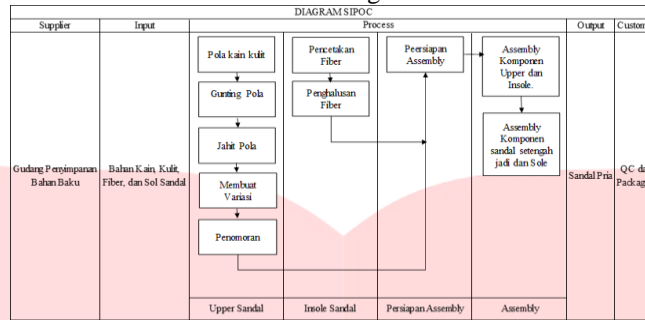 DIAGRAM SIPOC
Supplier
Input
Process
Output
Custom
Pola kain kulit
Gunting Pola
Jahit Pola
Membuat
Variasi
Penomoran
Pencetakan
Fiber
Penghalusan
Fiber
Peersiapan
Assembly
Assembly
Komponen
Upper dan
Insole.
Assembly
Komponen
sandal setengah
jadi dan Sole
Gudang Penyimpanan
Bahan Baku
Bahan Kain, Kulit,
Fiber, dan Sol Sandal
Sandal Pria
QC da
Packag
Upper Sandal
Insole Sandal
Persiapan Assembly
Assembly